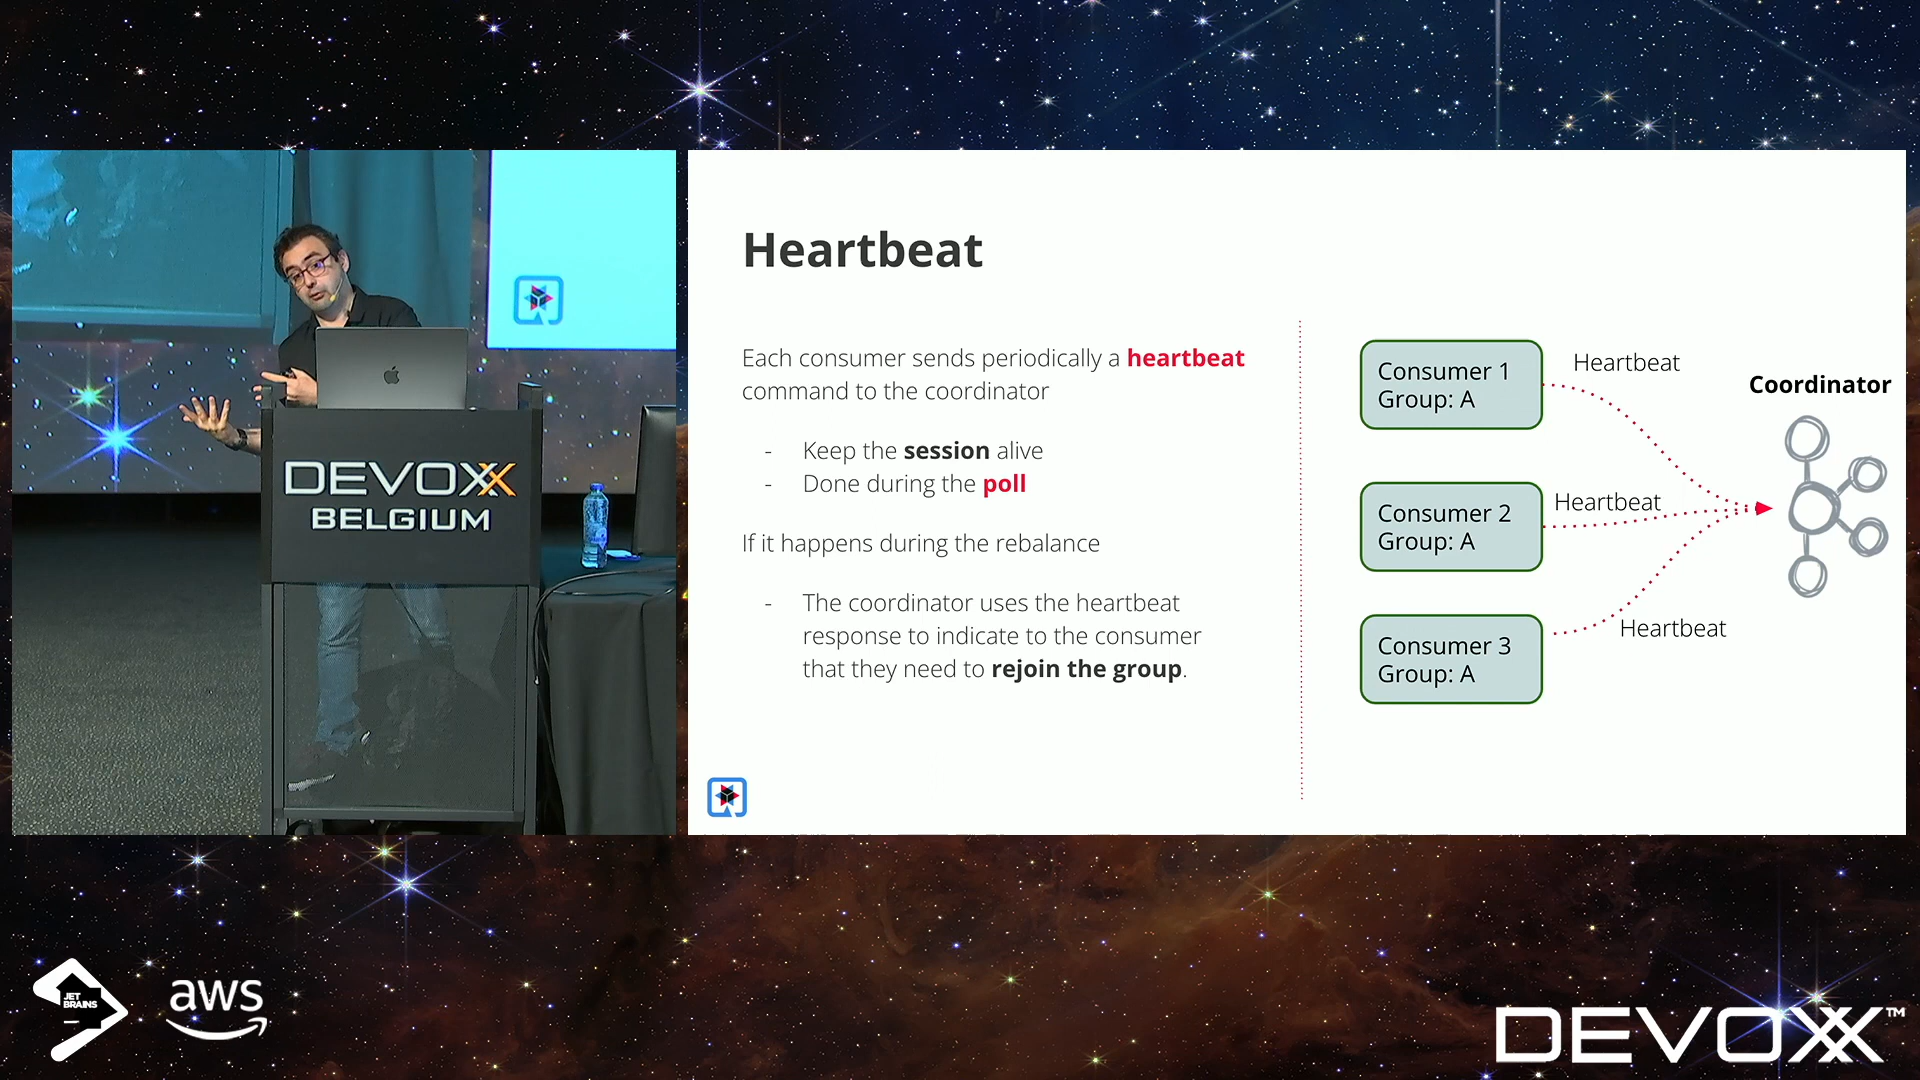 Heartbeat
Each consumer sends periodically a heartbeat
command to the coordinator
- Keep the session alive
- Done during the poll
If it happens during the rebalance
- The coordinator uses the heartbeat
response to indicate to the consumer
that they need to rejoin the group.
Consumer 1
Group: A
Heartbeat
Coordinator
Consumer 2
Group: A
Heartbeat
Consumer 3
Group: A
Heartbeat
DEVOXX
BELGIUM
JET
BRAINS
aws
DEVOXX™